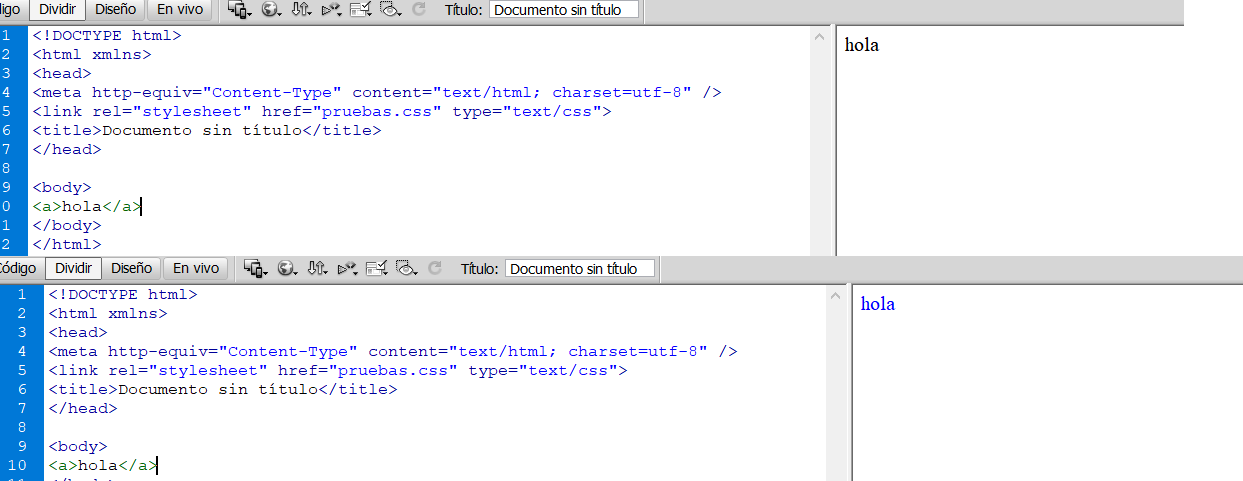 igo Dividir Diseño En vivo Título: Documento sin título
1 <!DOCTYPE html>
2 <html xmlns>
3 <head>
4 <meta http-equiv="Content-Type" content="text/html; charset=utf-8" />
5 <link rel="stylesheet" href="pruebas.css" type="text/css">
6 <title>Documento sin título</title>
7 </head>
8
9 <body>
0 <a>hola</a>
1 </body>
2 </html>
hola
Código Dividir Diseño En vivo Título: Documento sin título
1 <!DOCTYPE html>
2 <html xmlns>
3 <head>
4 <meta http-equiv="Content-Type" content="text/html; charset=utf-8" />
5 <link rel="stylesheet" href="pruebas.css" type="text/css">
6 <title>Documento sin título</title>
7 </head>
8
9 <body>
10 <a>hola</a>
hola